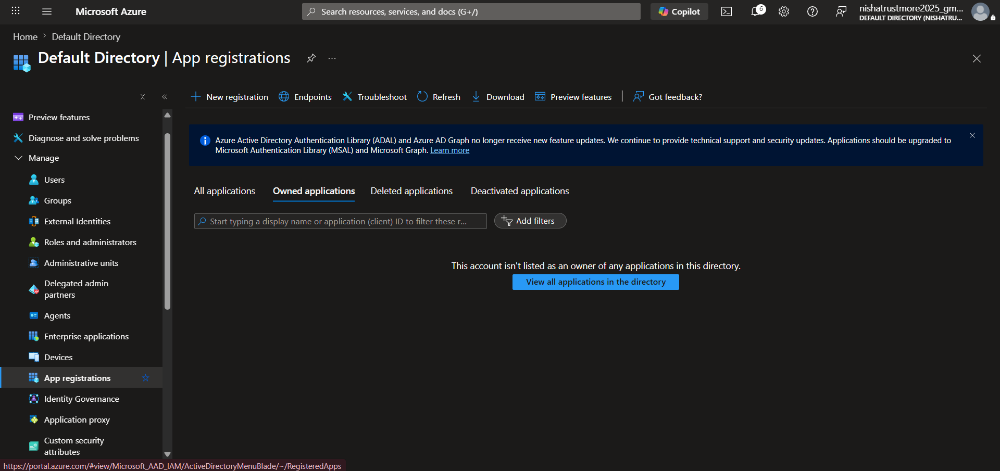 Microsoft Azure
Search resources, services, and docs (G+/)
Copilot
6
nishatrustmore2025_gm...
DEFAULT DIRECTORY (NISHATRU...
Home > Default Directory
Default Directory | App registrations
...
New registration
Endpoints
Troubleshoot
Refresh
Download
Preview features
Got feedback?
Preview features
Diagnose and solve problems
Manage
Users
Groups
External Identities
Roles and administrators
Administrative units
Delegated admin
partners
Agents
Enterprise applications
Devices
App registrations
Identity Governance
Application proxy
Custom security
attributes
Azure Active Directory Authentication Library (ADAL) and Azure AD Graph no longer receive new feature updates. We continue to provide technical support and security updates. Applications should be upgraded to
Microsoft Authentication Library (MSAL) and Microsoft Graph. Learn more
All applications
Owned applications
Deleted applications
Deactivated applications
Start typing a display name or application (client) ID to filter these r...
Add filters
This account isn't listed as an owner of any applications in this directory.
View all applications in the directory
https://portal.azure.com/#view/Microsoft_AAD_IAM/ActiveDirectoryMenuBlade/~/RegisteredApps